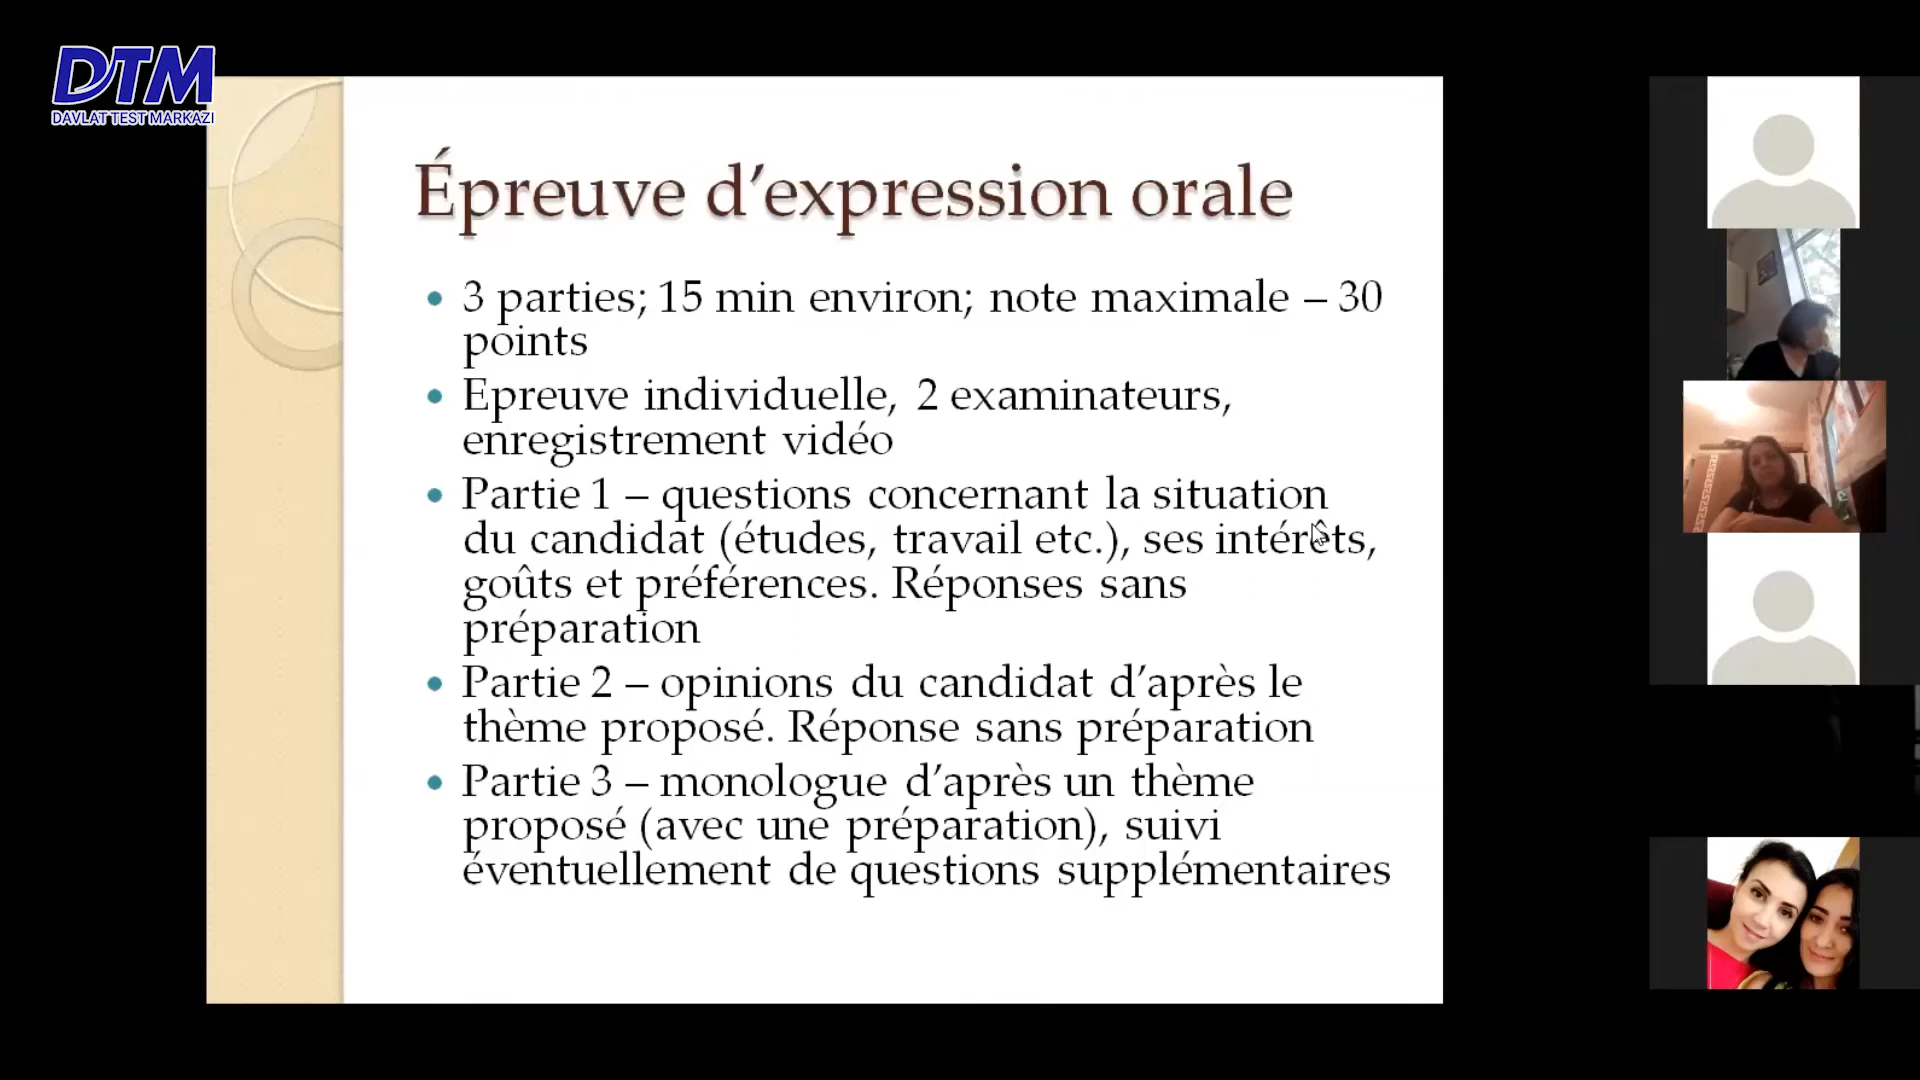 DTM
DAVLAT TEST MARKAZI
Épreuve d’expression orale
• 3 parties; 15 min environ; note maximale – 30
points
• Epreuve individuelle, 2 examinateurs,
enregistrement vidéo
• Partie 1 – questions concernant la situation
du candidat (études, travail etc.), ses intérêts,
goûts et préférences. Réponses sans
préparation
• Partie 2 – opinions du candidat d’après le
thème proposé. Réponse sans préparation
• Partie 3 – monologue d’après un thème
proposé (avec une préparation), suivi
éventuellement de questions supplémentaires